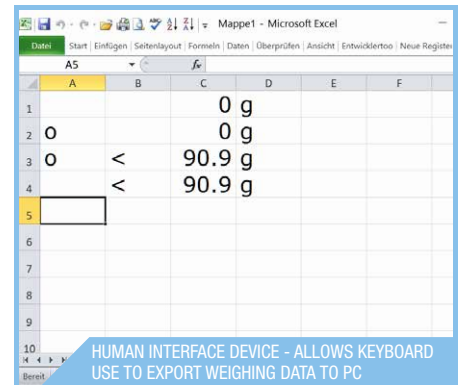 Mappe1 - Microsoft Excel
Datei Start Einfügen Seitenlayout Formeln Daten Überprüfen Ansicht Entwicklertoo Neue Register
A5 fx
A B C D E F
1 0 g
2 o 0 g
3 o < 90.9 g
4 < 90.9 g
5
6
7
8
9
10
HUMAN INTERFACE DEVICE - ALLOWS KEYBOARD
USE TO EXPORT WEIGHING DATA TO PC
Bereit